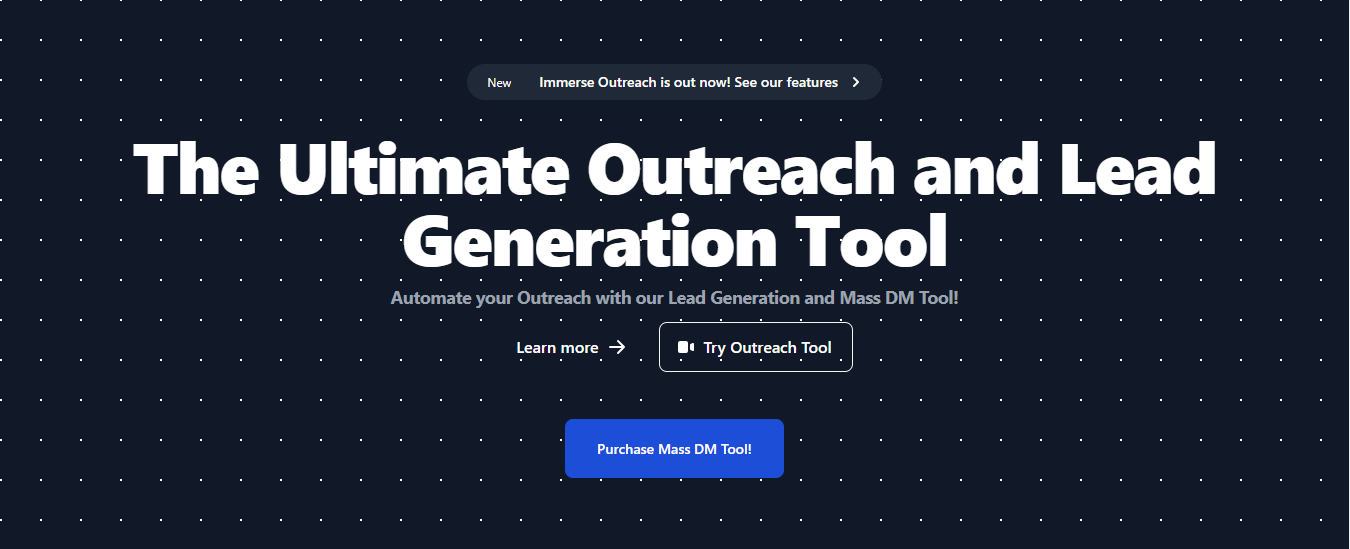 New Immerse Outreach is out now! See our features
The Ultimate Outreach and Lead
Generation Tool
Automate your Outreach with our Lead Generation and Mass DM Tool!
Learn more Try Outreach Tool
Purchase Mass DM Tool!